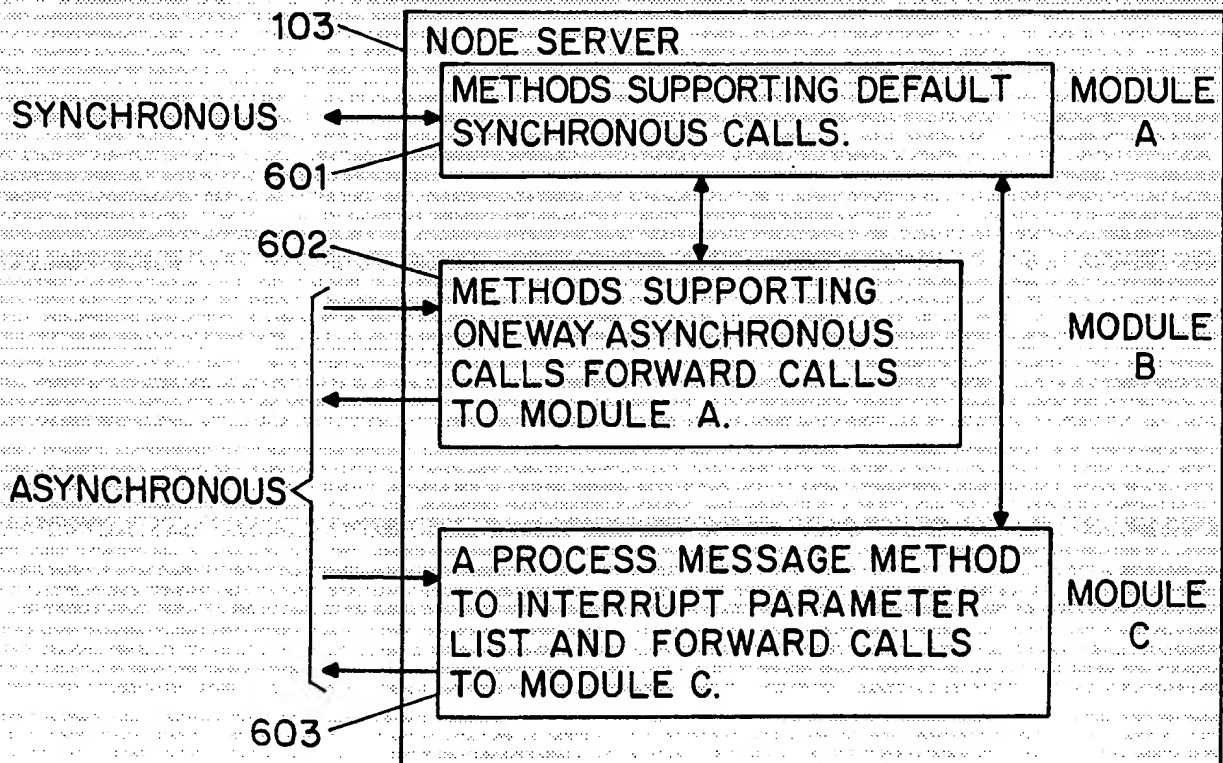 103
NODE SERVER
METHODS SUPPORTING DEFAULT
SYNCHRONOUS CALLS.
MODULE
A
SYNCHRONOUS
601
602
METHODS SUPPORTING
ONEWAY ASYNCHRONOUS
CALLS FORWARD CALLS
TO MODULE A.
MODULE
B
ASYNCHRONOUS
A PROCESS MESSAGE METHOD
TO INTERRUPT PARAMETER
LIST AND FORWARD CALLS
TO MODULE C.
MODULE
C
603